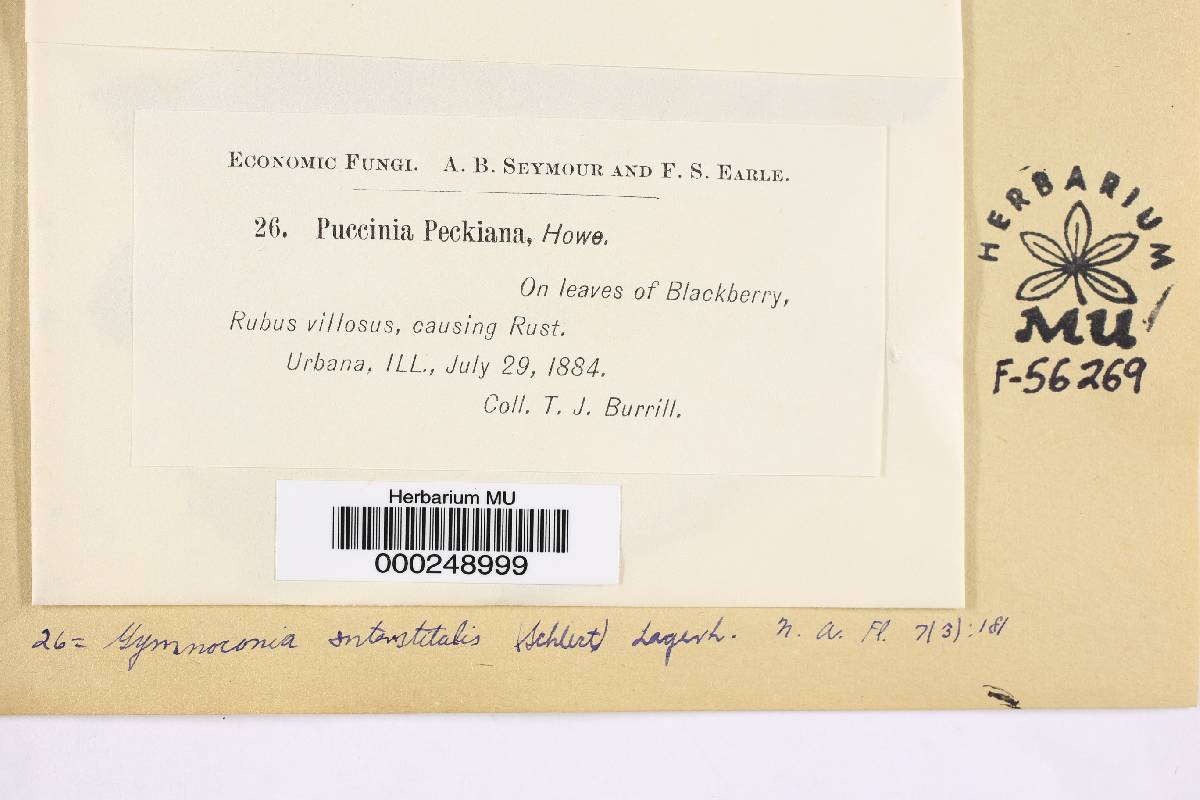 ECONOMIC FUNGI. A. B. SEYMOUR AND F. S. EARLE.
26. Puccinia Peckiana, Howe.
On leaves of Blackberry,
Rubus villosus, causing Rust.
Urbana, ILL., July 29, 1884.
Coll. T. J. Burrill.
HERBARIUM
MU
F-56269
Herbarium MU
000248999
26= Gymnoconia interstitalis (Schlect) Lagerh. N. A. Fl. 7(3):181